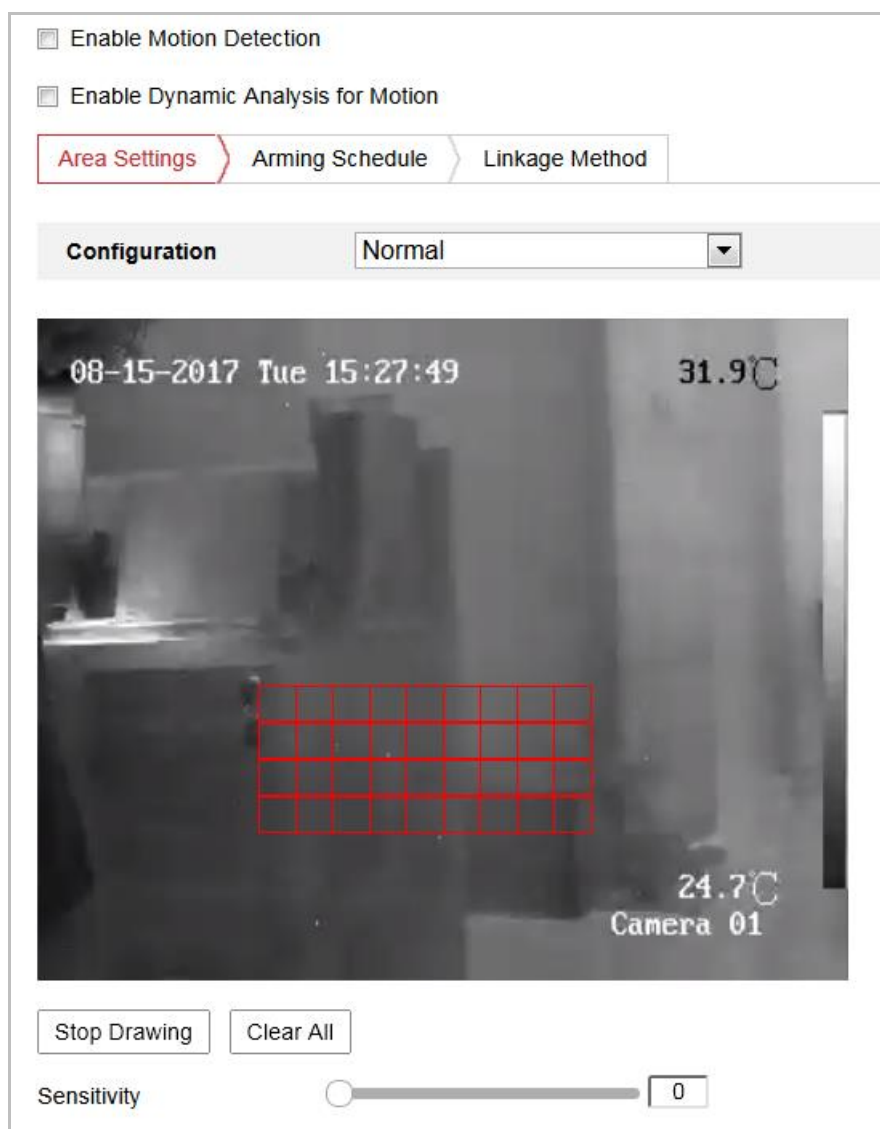 Enable Motion Detection
Enable Dynamic Analysis for Motion
Area Settings Arming Schedule Linkage Method
Configuration Normal
08-15-2017 Tue 15:27:49 31.9℃
24.7℃
Camera 01
Stop Drawing Clear All
Sensitivity 0